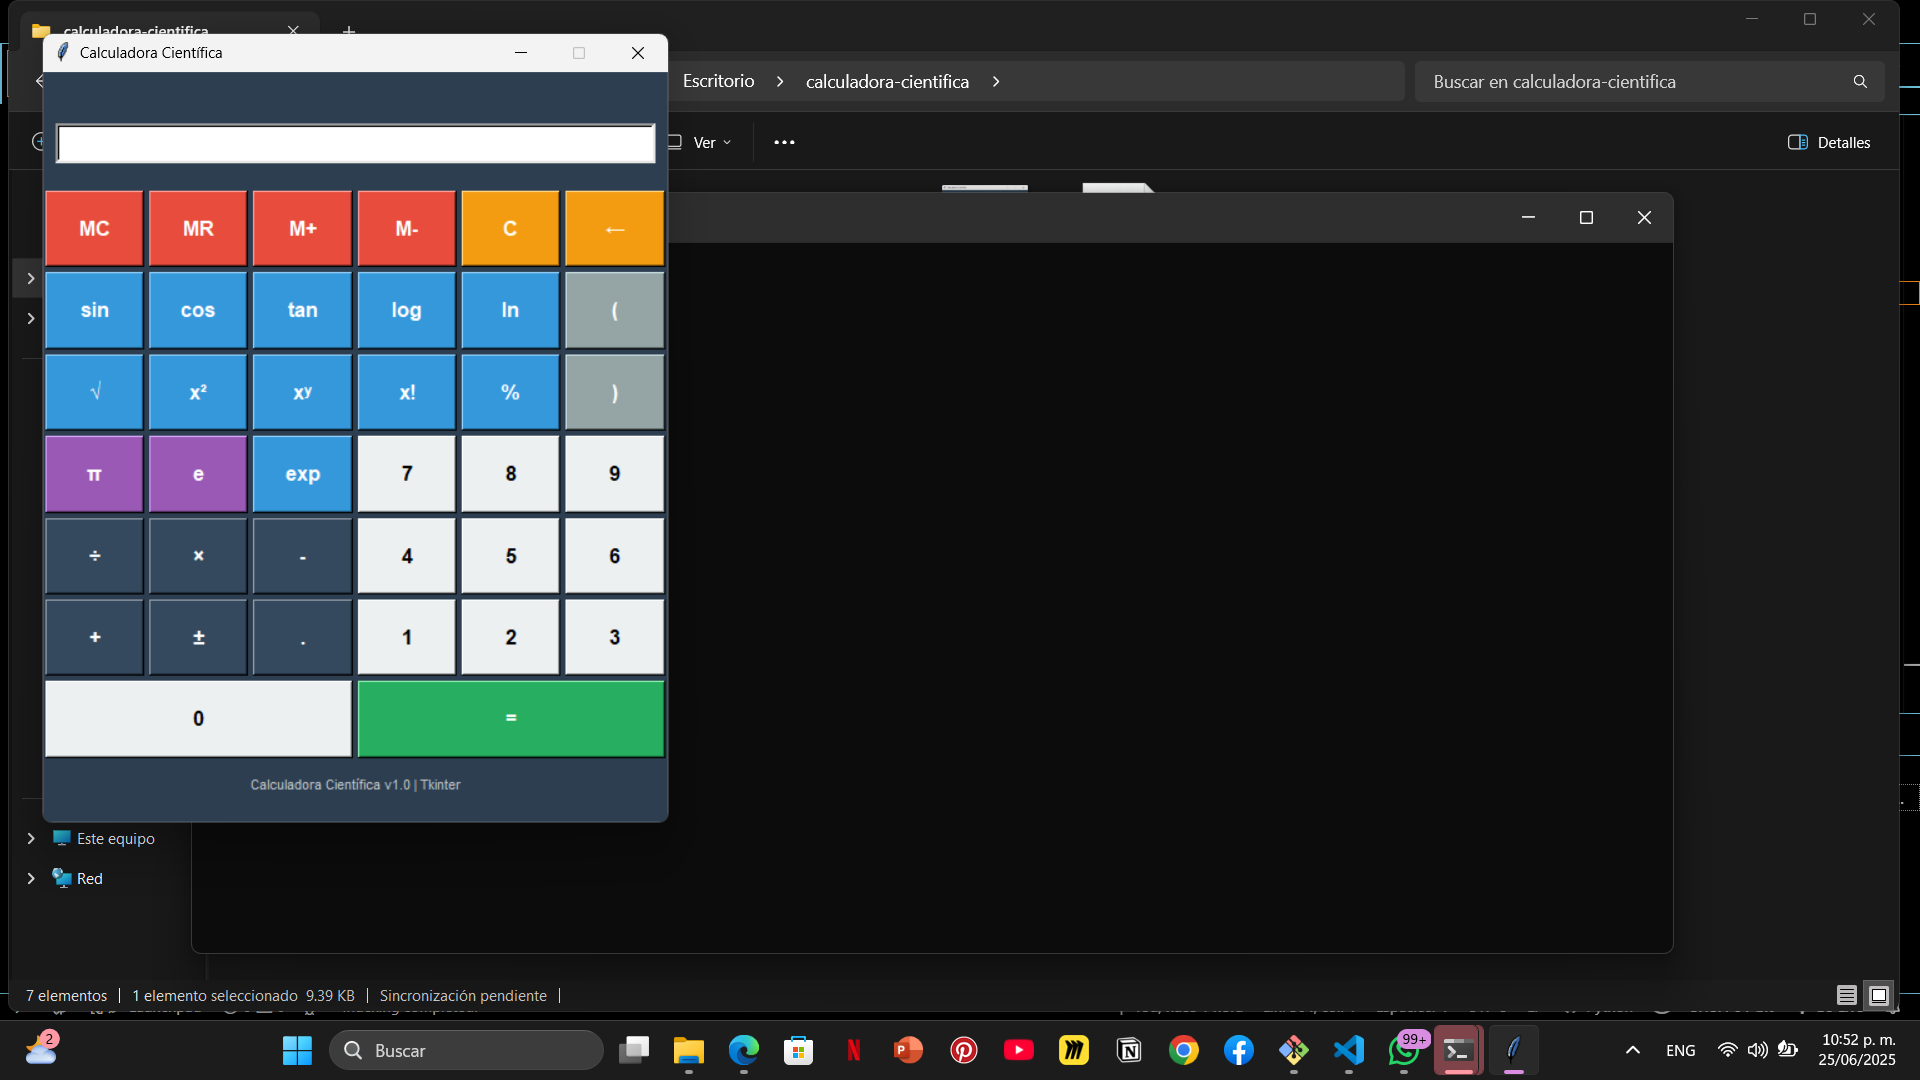 calculadora-cientifica
Calculadora Científica
Escritorio > calculadora-cientifica >
Buscar en calculadora-cientifica
Ver
Detalles
MC MR M+ M- C ←
sin cos tan log ln (
√ x² xʸ x! % )
π e exp 7 8 9
÷ × - 4 5 6
+ ± . 1 2 3
0 =
Calculadora Científica v1.0 | Tkinter
Este equipo
Red
7 elementos | 1 elemento seleccionado 9.39 KB | Sincronización pendiente |
2
Buscar
99+
ENG
10:52 p. m.
25/06/2025